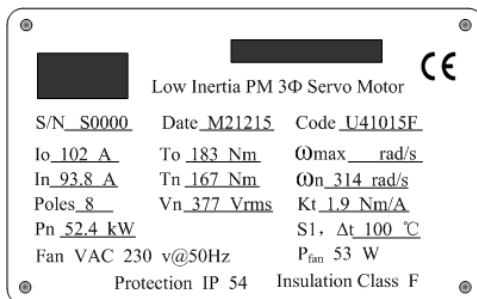 CE
Low Inertia PM 3Φ Servo Motor
S/N S0000 Date M21215 Code U41015F
Io 102 A To 183 Nm ωmax rad/s
In 93.8 A Tn 167 Nm ωn 314 rad/s
Poles 8 Vn 377 Vrms Kt 1.9 Nm/A
Pn 52.4 kW S1, Δt 100 ℃
Fan VAC 230 v@50Hz Pfan 53 W
Protection IP 54 Insulation Class F